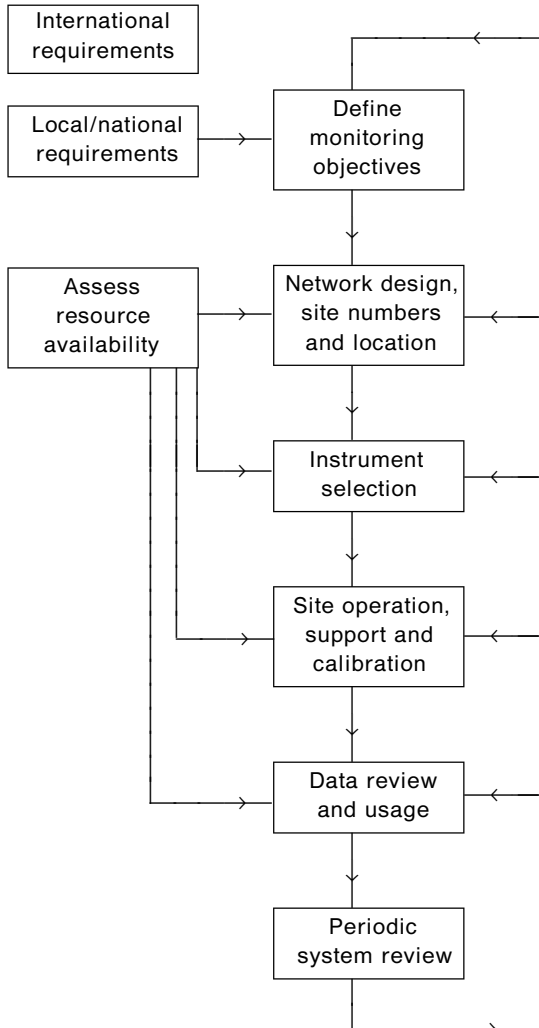 International
requirements
Local/national
requirements
Define
monitoring
objectives
Assess
resource
availability
Network design,
site numbers
and location
Instrument
selection
Site operation,
support and
calibration
Data review
and usage
Periodic
system review